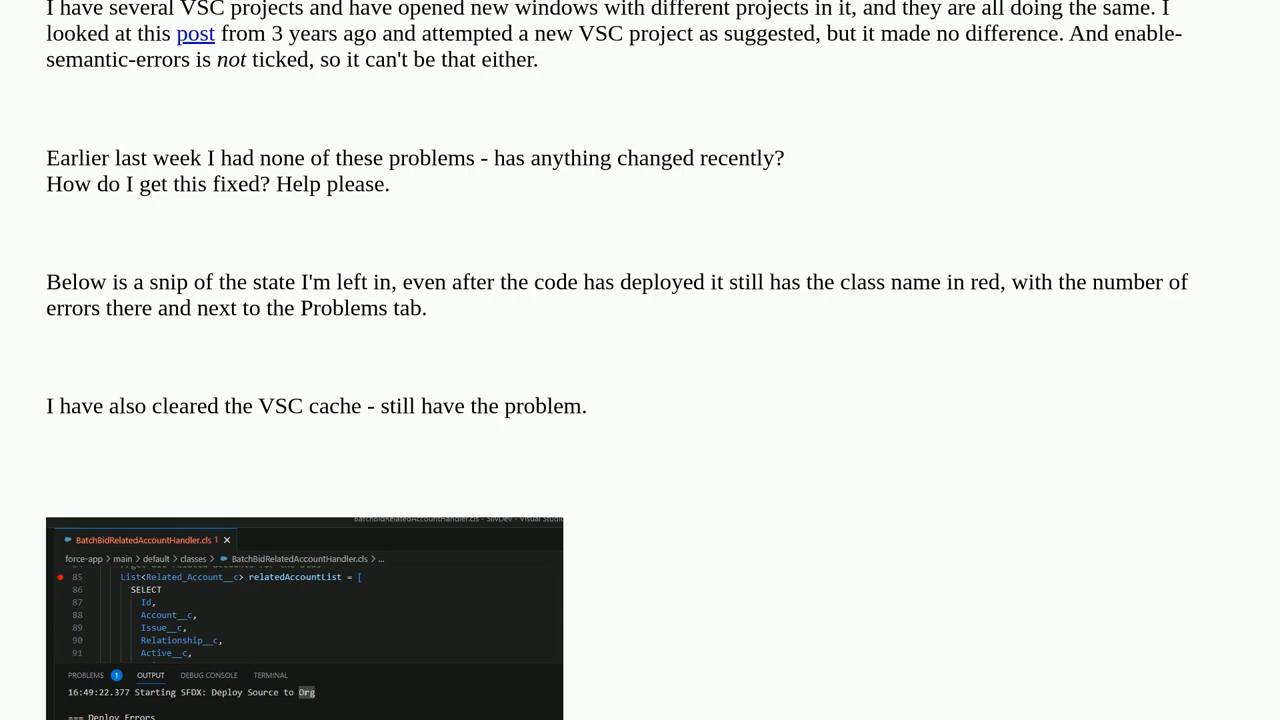 I have several VSC projects and have opened new windows with different projects in it, and they are all doing the same. I
looked at this post from 3 years ago and attempted a new VSC project as suggested, but it made no difference. And enable-
semantic-errors is not ticked, so it can't be that either.
Earlier last week I had none of these problems - has anything changed recently?
How do I get this fixed? Help please.
Below is a snip of the state I'm left in, even after the code has deployed it still has the class name in red, with the number of
errors there and next to the Problems tab.
I have also cleared the VSC cache - still have the problem.
BatchBidRelatedAccountHandler.cls - SilvDev - Visual Studio
BatchBidRelatedAccountHandler.cls 1 ×
force-app > main > default > classes > BatchBidRelatedAccountHandler.cls > ...
85 List<Related_Account__c> relatedAccountList = [
86 SELECT
87 Id,
88 Account__c,
89 Issue__c,
90 Relationship__c,
91 Active__c,
PROBLEMS 1 OUTPUT DEBUG CONSOLE TERMINAL
16:49:22.377 Starting SFDX: Deploy Source to Org
=== Deploy Errors